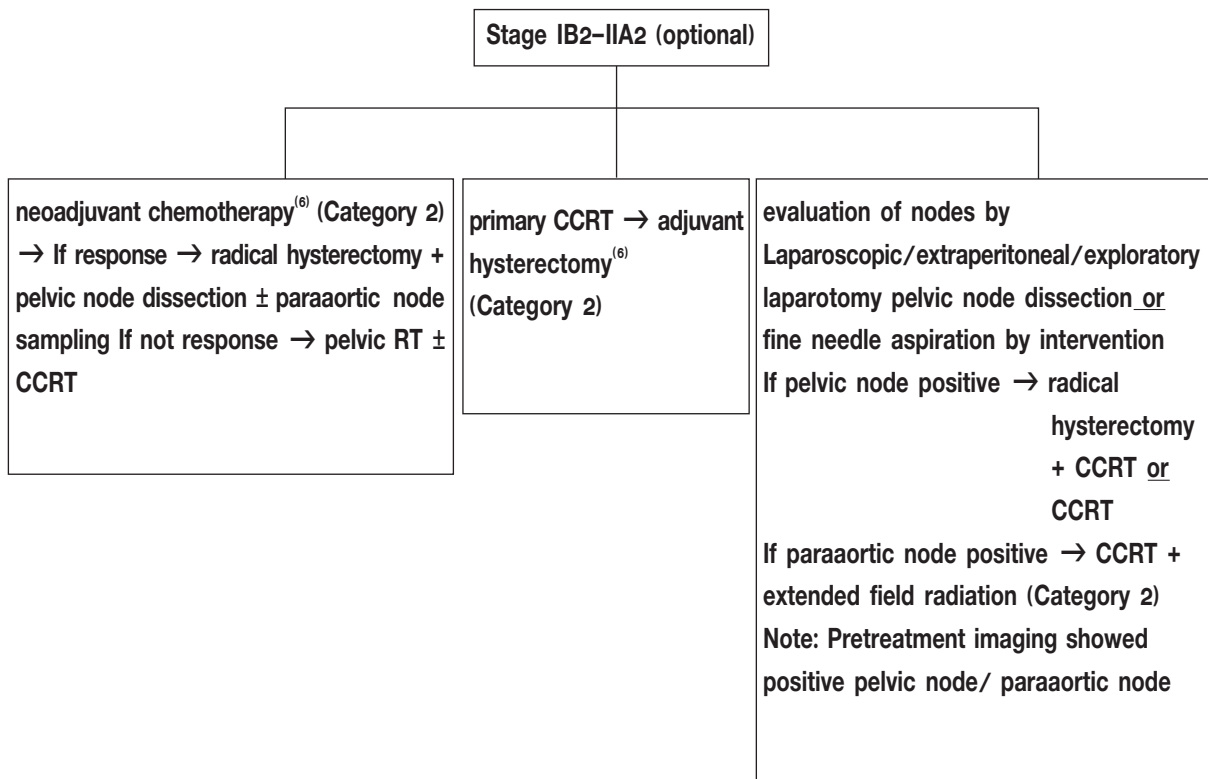 Stage IB2–IIA2 (optional)
neoadjuvant chemotherapy(6) (Category 2)
→ If response → radical hysterectomy +
pelvic node dissection ± paraaortic node
sampling If not response → pelvic RT ±
CCRT
primary CCRT → adjuvant
hysterectomy(6)
(Category 2)
evaluation of nodes by
Laparoscopic/extraperitoneal/exploratory
laparotomy pelvic node dissection or
fine needle aspiration by intervention
If pelvic node positive → radical
hysterectomy
+ CCRT or
CCRT
If paraaortic node positive → CCRT +
extended field radiation (Category 2)
Note: Pretreatment imaging showed
positive pelvic node/ paraaortic node